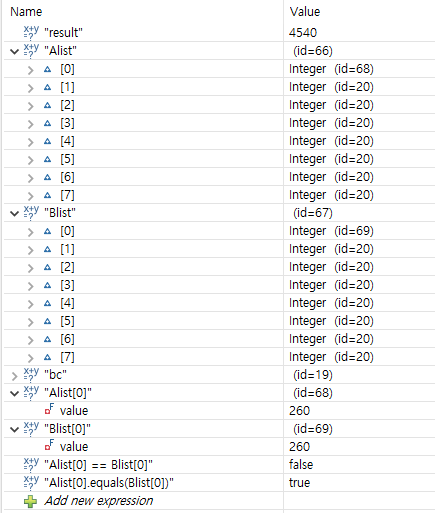 Name Value
x+y=? "result" 4540
x+y=? "Alist" (id=66)
[0] Integer (id=68)
[1] Integer (id=20)
[2] Integer (id=20)
[3] Integer (id=20)
[4] Integer (id=20)
[5] Integer (id=20)
[6] Integer (id=20)
[7] Integer (id=20)
x+y=? "Blist" (id=67)
[0] Integer (id=69)
[1] Integer (id=20)
[2] Integer (id=20)
[3] Integer (id=20)
[4] Integer (id=20)
[5] Integer (id=20)
[6] Integer (id=20)
[7] Integer (id=20)
x+y=? "bc" (id=19)
x+y=? "Alist[0]" (id=68)
F value 260
x+y=? "Blist[0]" (id=69)
F value 260
x+y=? "Alist[0] == Blist[0]" false
x+y=? "Alist[0].equals(Blist[0])" true
Add new expression